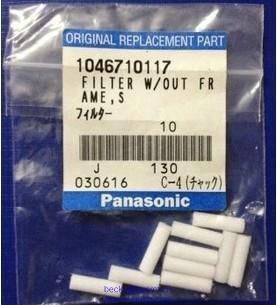 ORIGINAL REPLACEMENT PART
1046710117
FILTER W/OUT FR
AME,S
フィルター
10
J 130
030616 C-4(チャック)
Panasonic